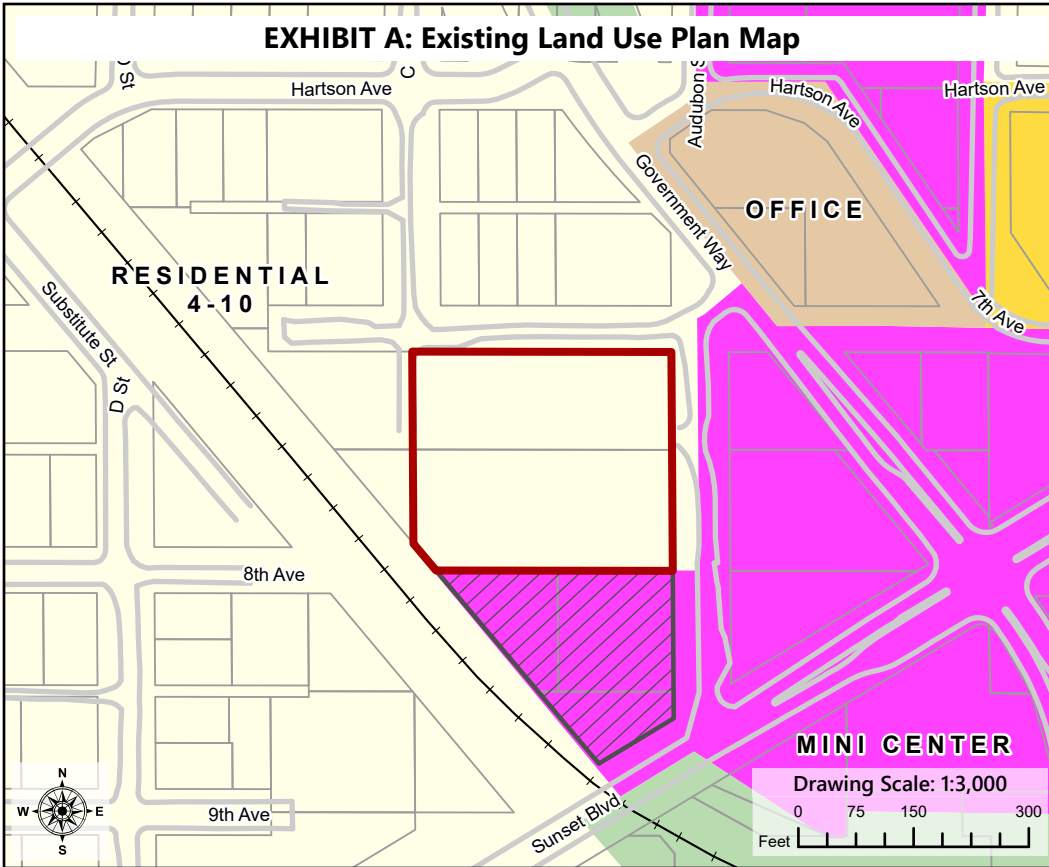 EXHIBIT A: Existing Land Use Plan Map
St
C
Hartson Ave
Audubon S
Hartson Ave
Hartson Ave
Government Way
OFFICE
RESIDENTIAL
4-10
Substitute St
D St
7th Ave
8th Ave
MINI CENTER
Drawing Scale: 1:3,000
0 75 150 300
Feet
N
W E
S
9th Ave
Sunset Blvd